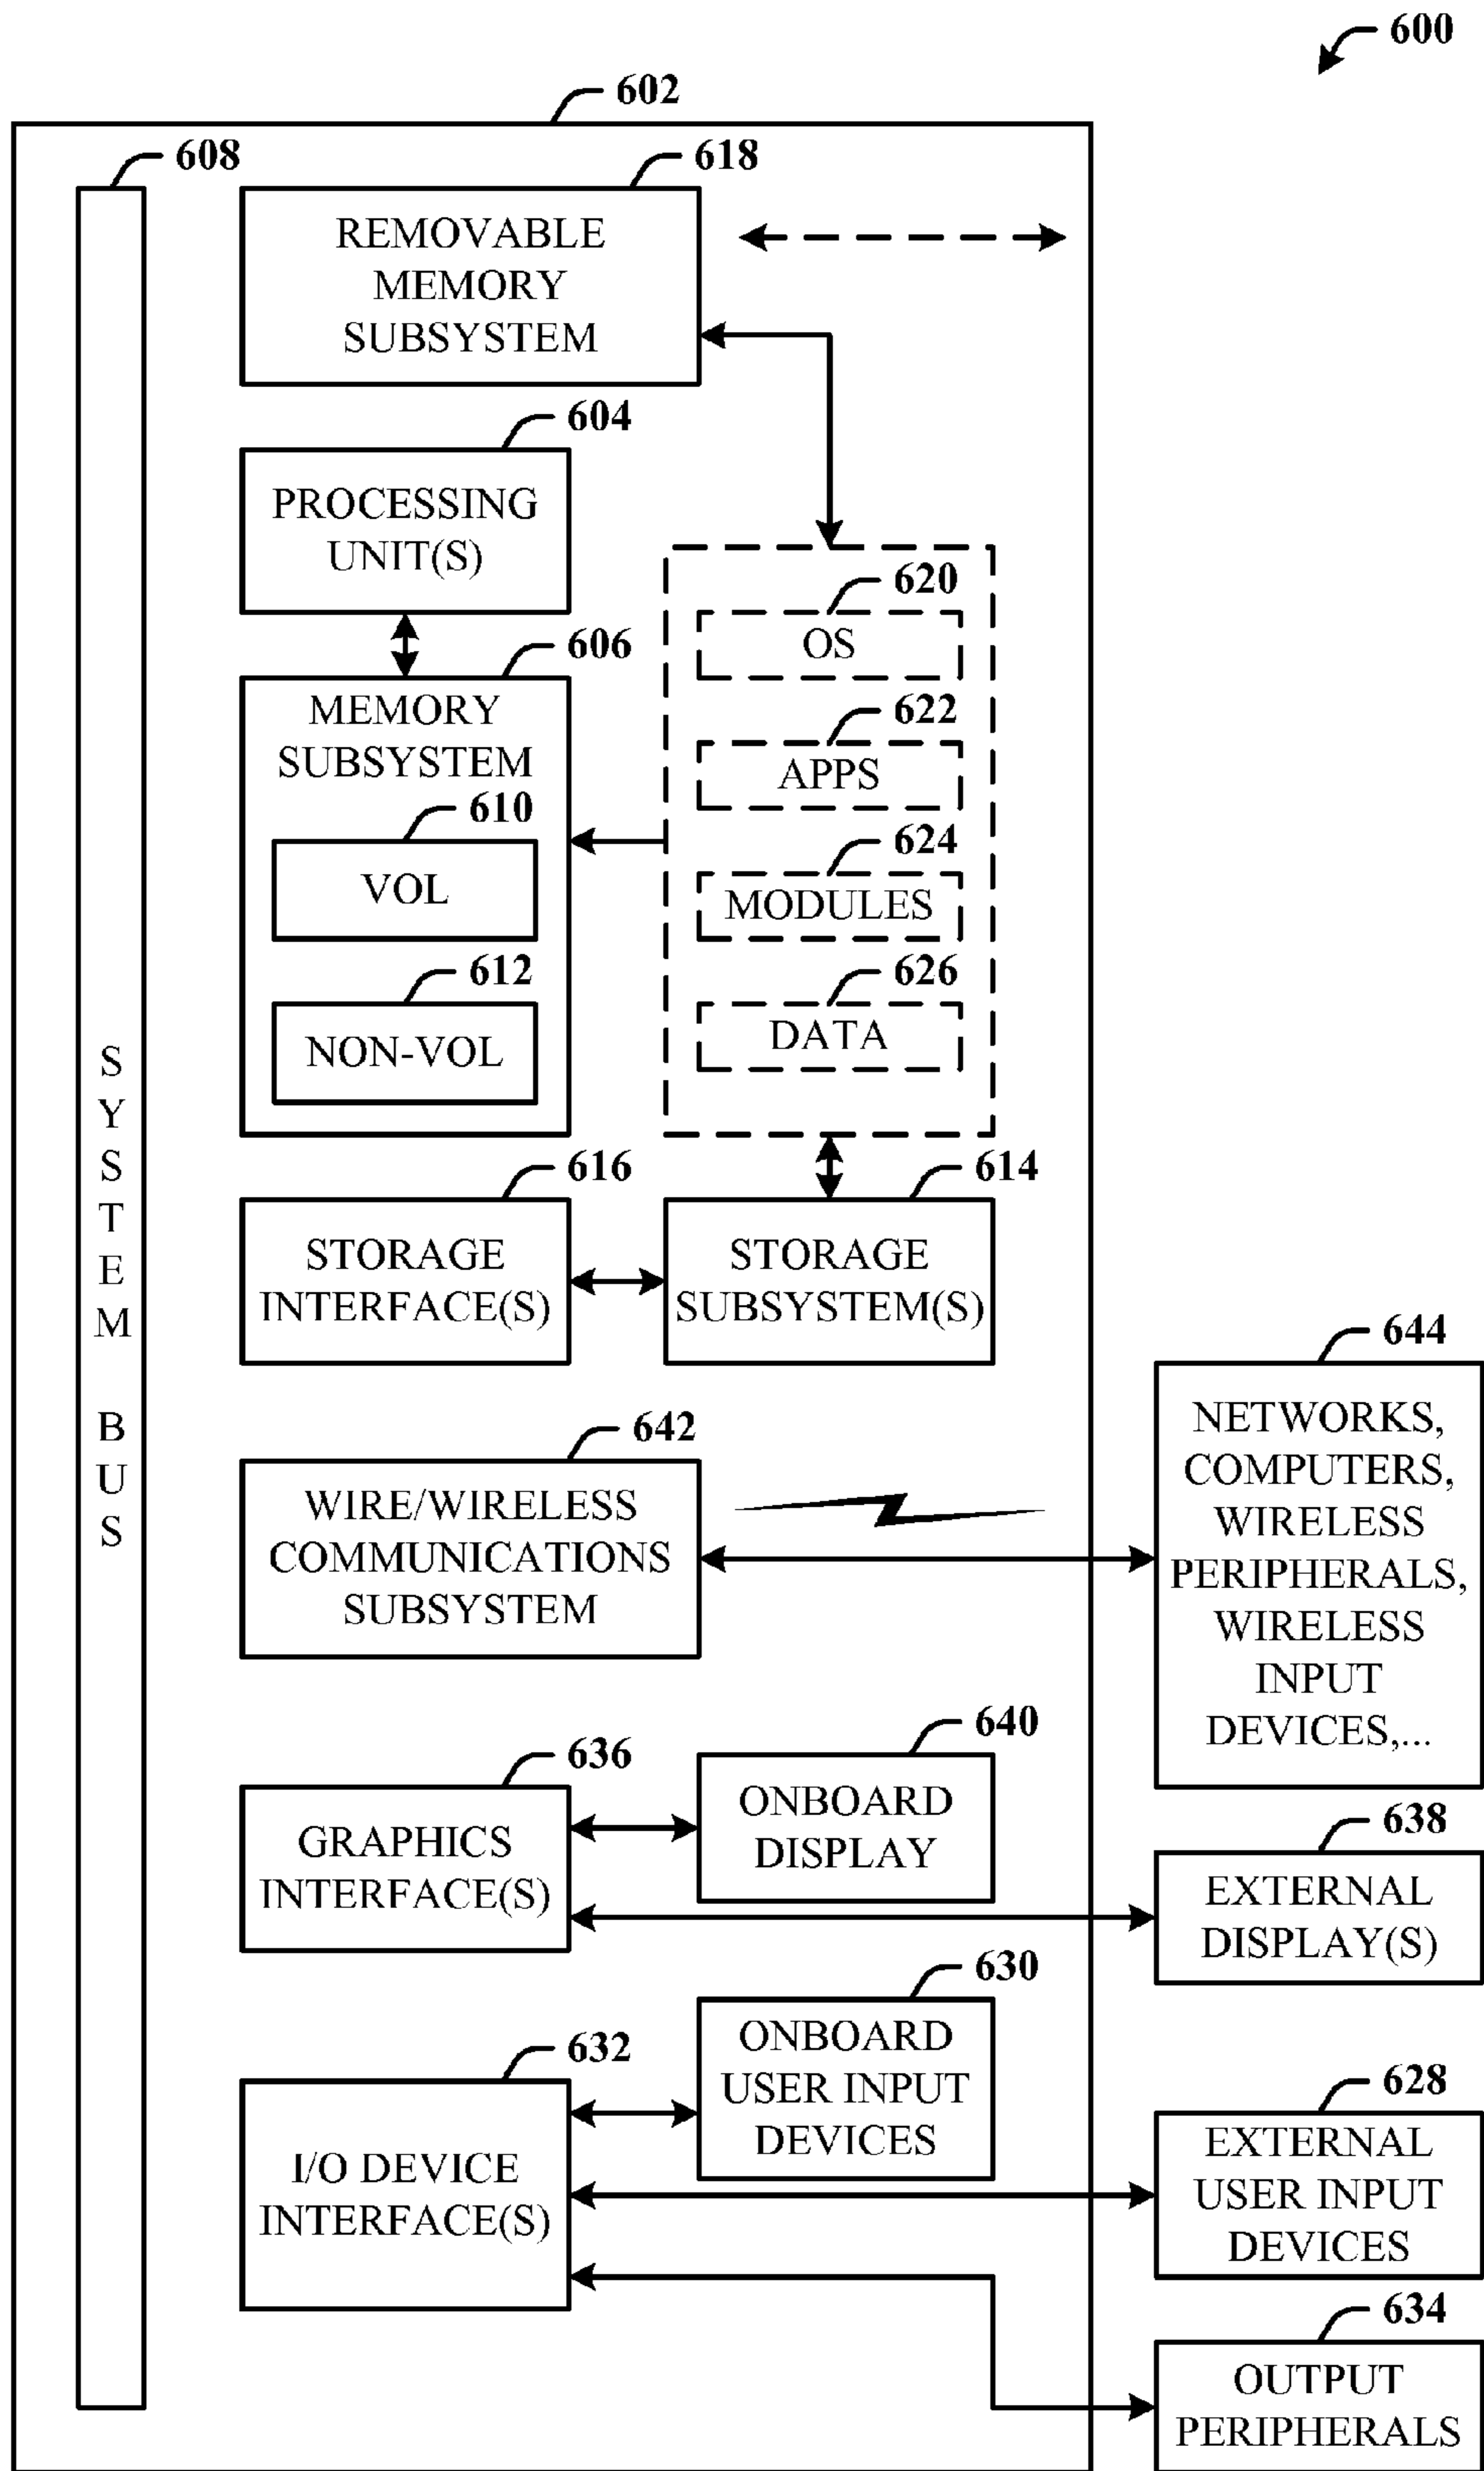 600
602
608
618
REMOVABLE
MEMORY
SUBSYSTEM
604
PROCESSING
UNIT(S)
606
MEMORY
SUBSYSTEM
610
VOL
612
NON-VOL
620
OS
622
APPS
624
MODULES
626
DATA
SYSTEM BUS
616
STORAGE
INTERFACE(S)
614
STORAGE
SUBSYSTEM(S)
642
WIRE/WIRELESS
COMMUNICATIONS
SUBSYSTEM
644
NETWORKS,
COMPUTERS,
WIRELESS
PERIPHERALS,
WIRELESS
INPUT
DEVICES,...
636
GRAPHICS
INTERFACE(S)
640
ONBOARD
DISPLAY
638
EXTERNAL
DISPLAY(S)
632
I/O DEVICE
INTERFACE(S)
630
ONBOARD
USER INPUT
DEVICES
628
EXTERNAL
USER INPUT
DEVICES
634
OUTPUT
PERIPHERALS